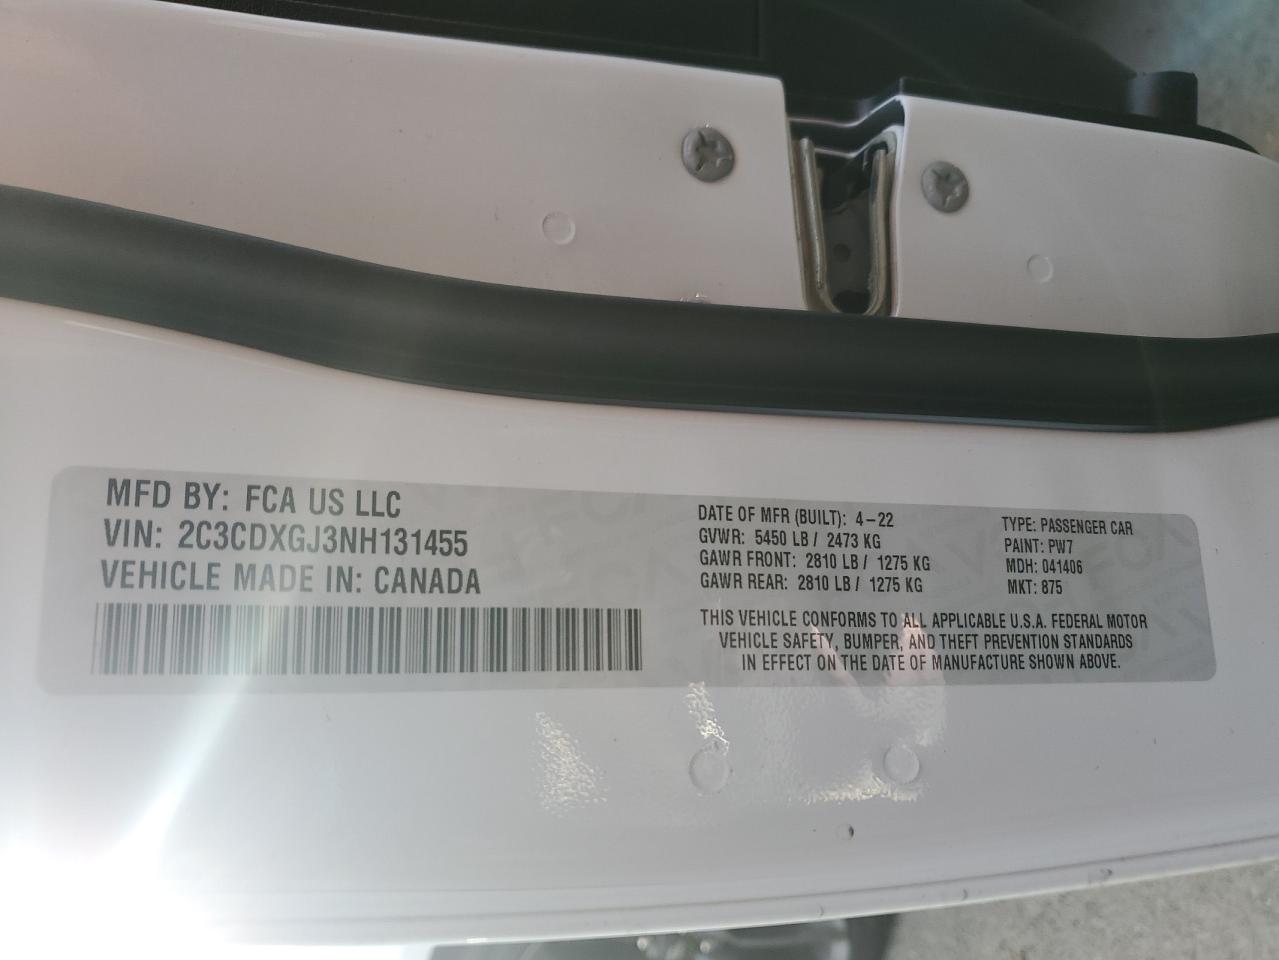 MFD BY: FCA US LLC
VIN: 2C3CDXGJ3NH131455
VEHICLE MADE IN: CANADA
DATE OF MFR (BUILT): 4-22
GVWR: 5450 LB / 2473 KG
GAWR FRONT: 2810 LB / 1275 KG
GAWR REAR: 2810 LB / 1275 KG
TYPE: PASSENGER CAR
PAINT: PW7
MDH: 041406
MKT: 875
THIS VEHICLE CONFORMS TO ALL APPLICABLE U.S.A. FEDERAL MOTOR
VEHICLE SAFETY, BUMPER, AND THEFT PREVENTION STANDARDS
IN EFFECT ON THE DATE OF MANUFACTURE SHOWN ABOVE.